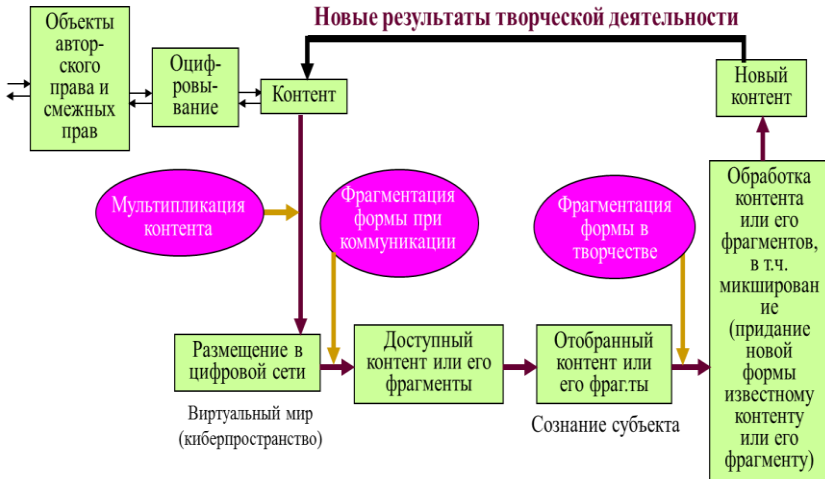 Новые результаты творческой деятельности
Объекты
автор-
ского
права и
смежных
прав
Оциф-
ровы-
вание
Контент
Новый
контент
Мультипликация
контента
Фрагментация
формы при
коммуникации
Фрагментация
формы в
творчестве
Обработка
контента
или его
фрагментов,
в т.ч.
микширован
ие
(придание
новой
формы
известному
контенту
или его
фрагменту)
Размещение в
цифровой сети
Доступный
контент или его
фрагменты
Отобранный
контент или
его фраг.ты
Виртуальный мир
(киберпространство)
Сознание субъекта